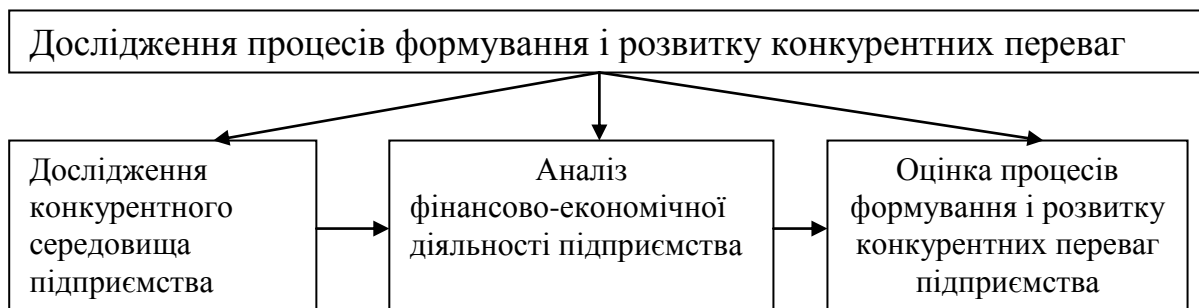 Дослідження процесів формування і розвитку конкурентних переваг
Дослідження
конкурентного
середовища
підприємства
Аналіз
фінансово-економічної
діяльності підприємства
Оцінка процесів
формування і розвитку
конкурентних переваг
підприємства